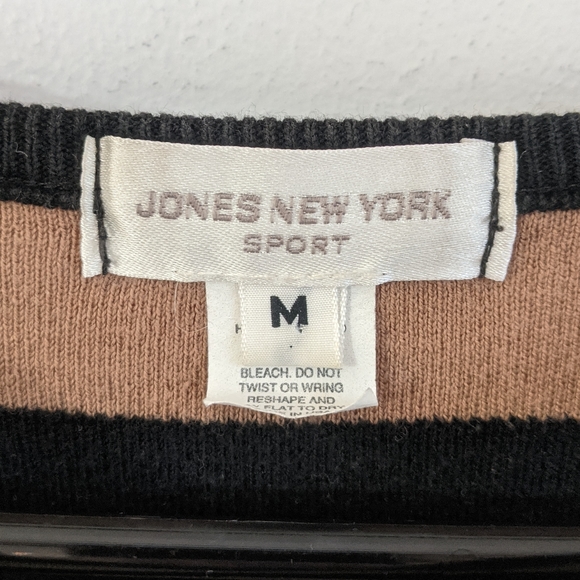 JONES NEW YORK
SPORT
M
BLEACH. DO NOT
TWIST OR WRING
RESHAPE AND
FLAT TO DRY